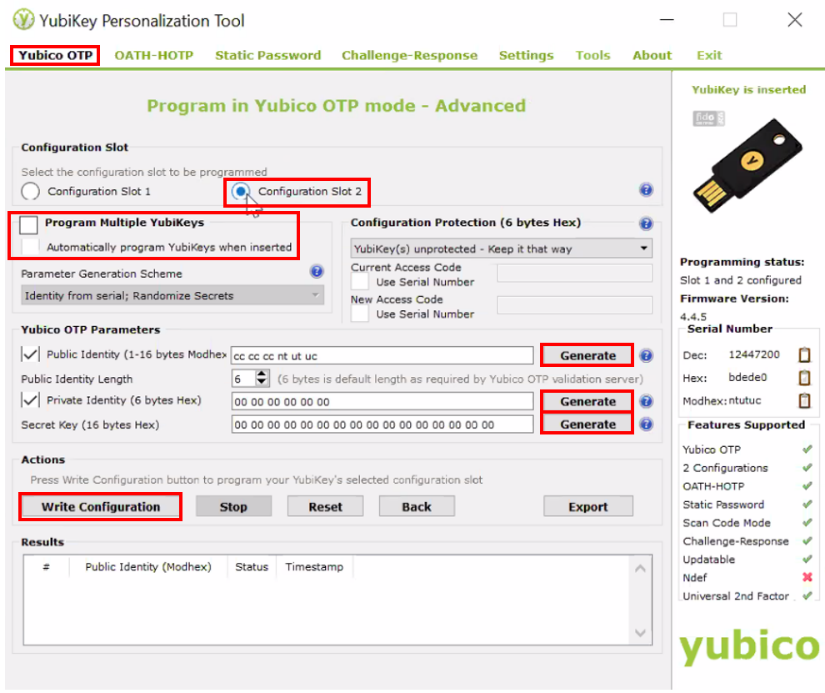 YubiKey Personalization Tool
Yubico OTP OATH-HOTP Static Password Challenge-Response Settings Tools About Exit
YubiKey is inserted
Program in Yubico OTP mode - Advanced
Configuration Slot
Select the configuration slot to be programmed
Configuration Slot 1 Configuration Slot 2
Program Multiple YubiKeys
Automatically program YubiKeys when inserted
Parameter Generation Scheme
Identity from serial; Randomize Secrets
Configuration Protection (6 bytes Hex)
YubiKey(s) unprotected - Keep it that way
Current Access Code
Use Serial Number
New Access Code
Use Serial Number
Yubico OTP Parameters
Public Identity (1-16 bytes Modhex cc cc cc nt ut uc Generate
Public Identity Length 6 (6 bytes is default length as required by Yubico OTP validation server)
Private Identity (6 bytes Hex) 00 00 00 00 00 00 Generate
Secret Key (16 bytes Hex) 00 00 00 00 00 00 00 00 00 00 00 00 00 00 00 00 Generate
Actions
Press Write Configuration button to program your YubiKey's selected configuration slot
Write Configuration Stop Reset Back Export
Results
# Public Identity (Modhex) Status Timestamp
fido
Y
Programming status:
Slot 1 and 2 configured
Firmware Version:
4.4.5
Serial Number
Dec: 12447200
Hex: bdede0
Modhex: ntutuc
Features Supported
Yubico OTP
2 Configurations
OATH-HOTP
Static Password
Scan Code Mode
Challenge-Response
Updatable
Ndef
Universal 2nd Factor
yubico